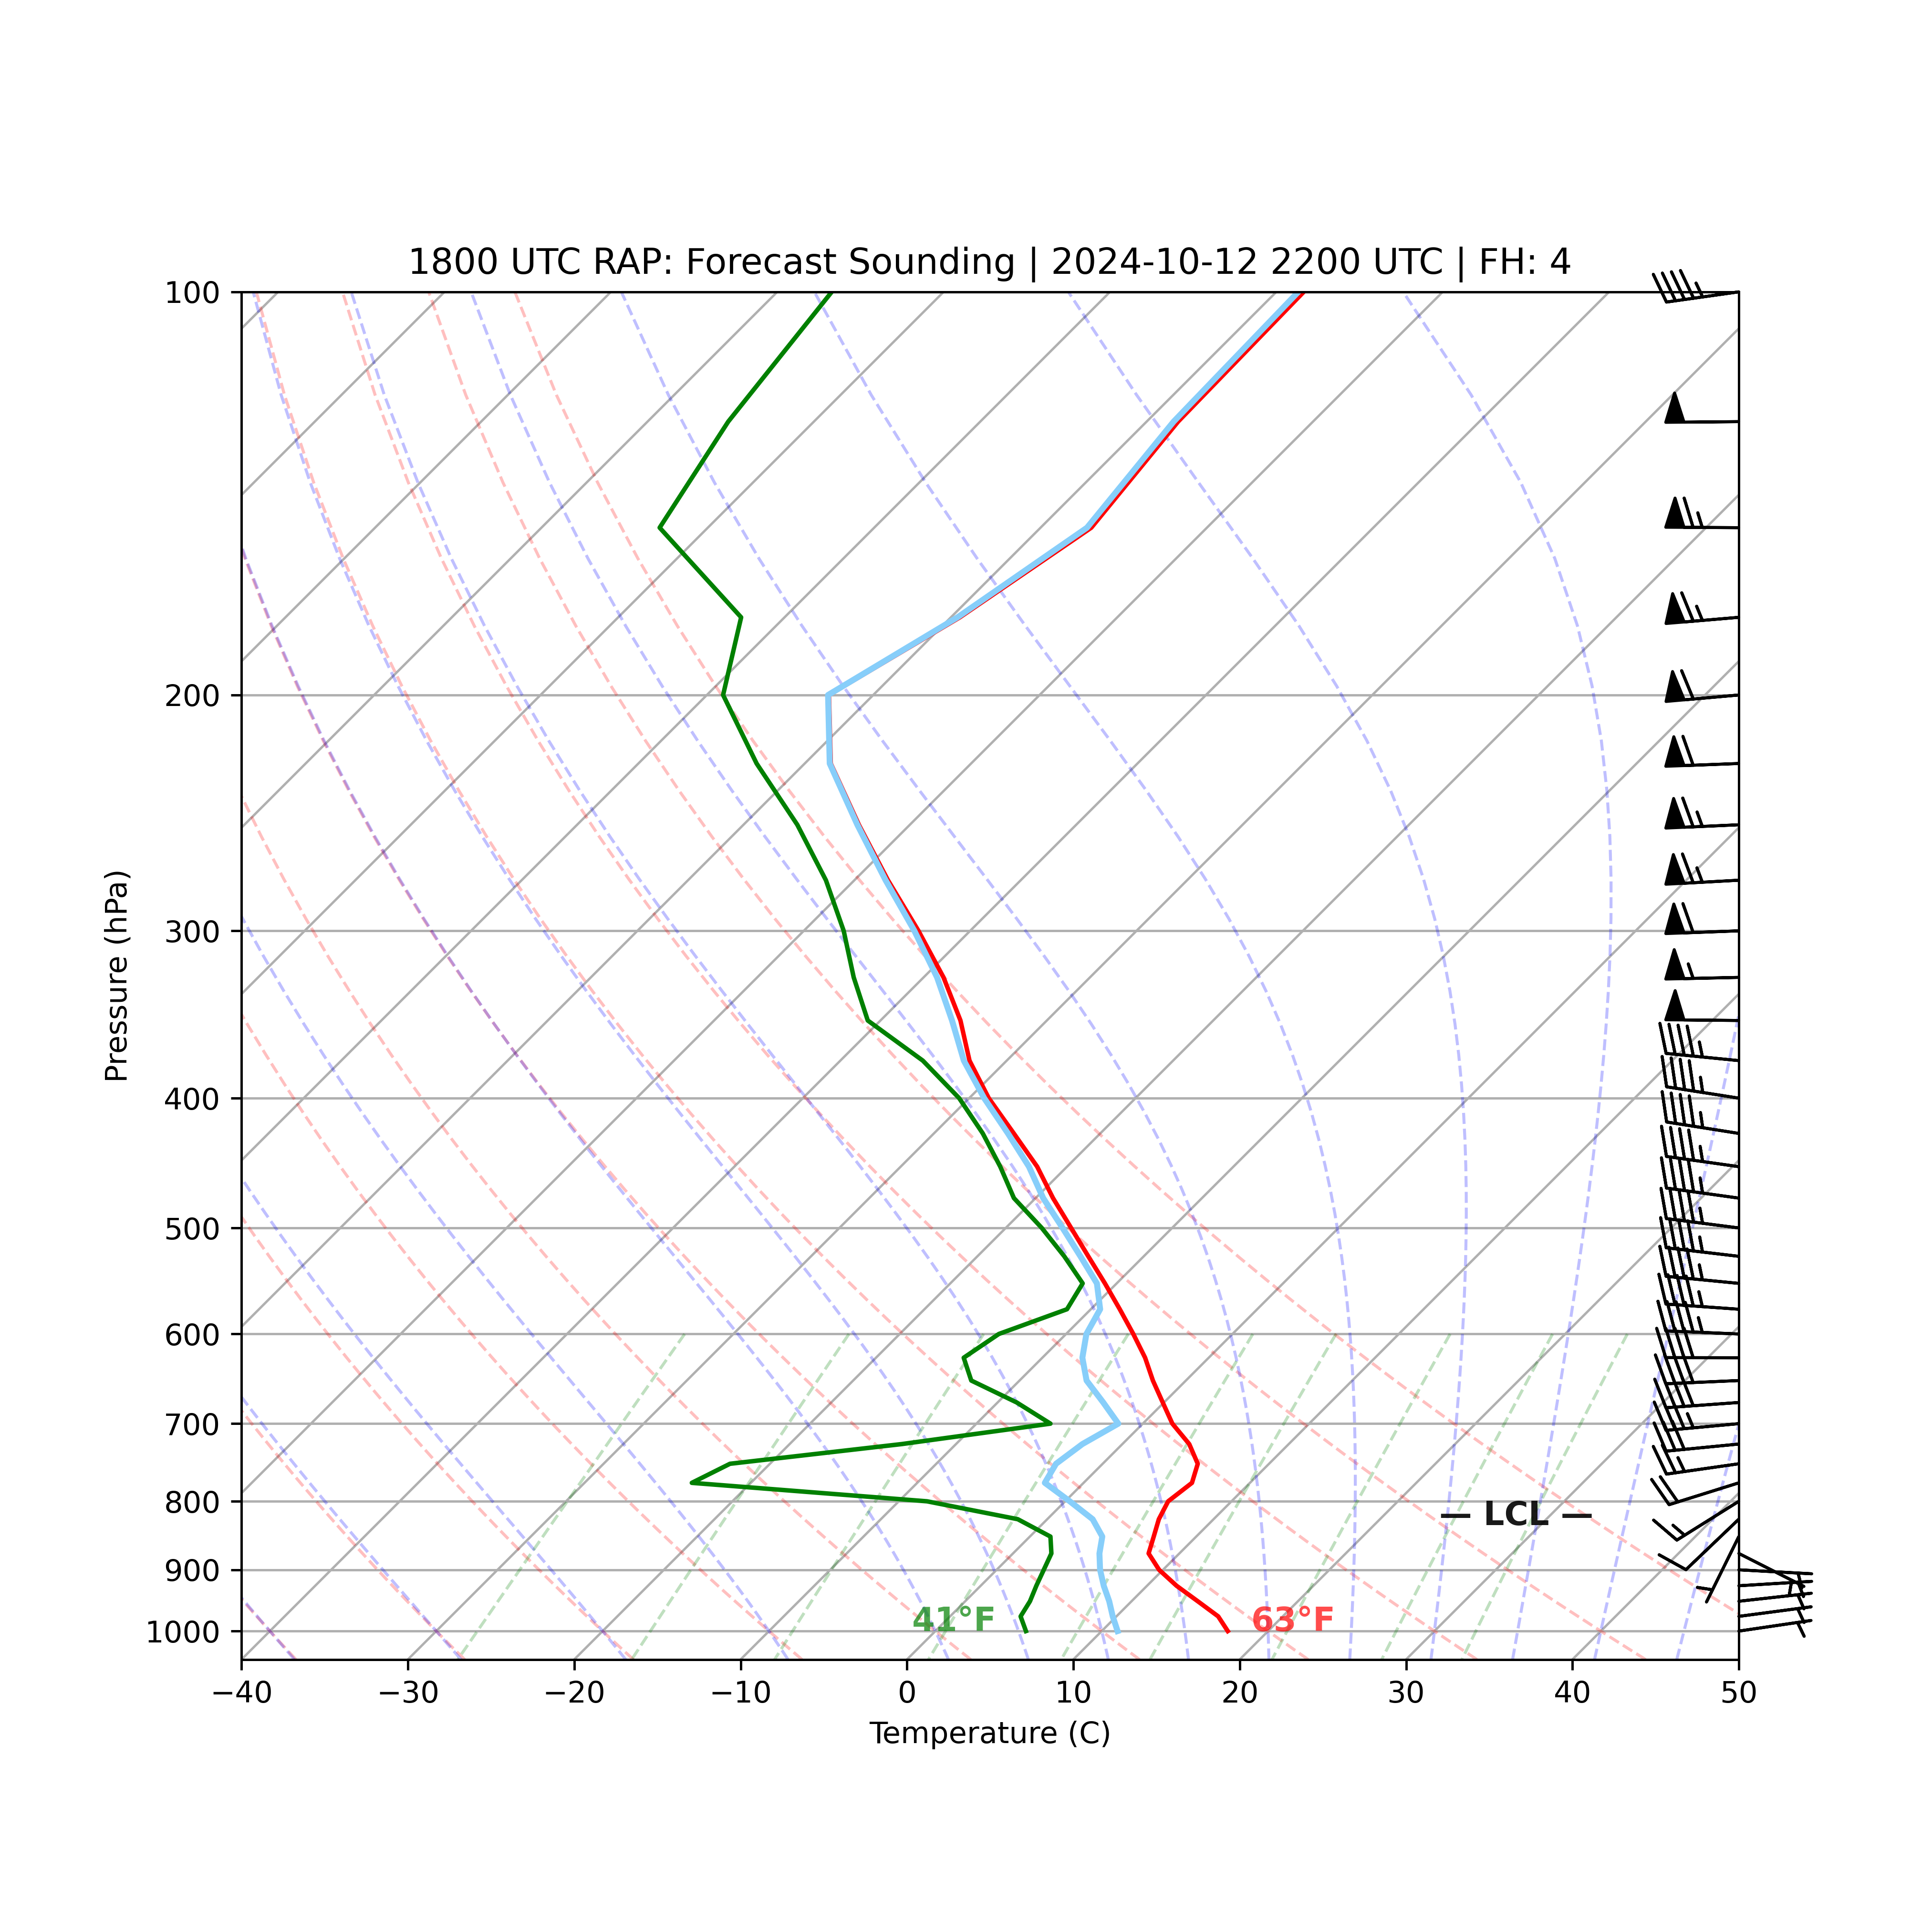 1800 UTC RAP: Forecast Sounding | 2024-10-12 2200 UTC | FH: 4
100
200
300
400
500
600
700
800
900
1000
Pressure (hPa)
— LCL —
41°F
63°F
−40 −30 −20 −10 0 10 20 30 40 50
Temperature (C)